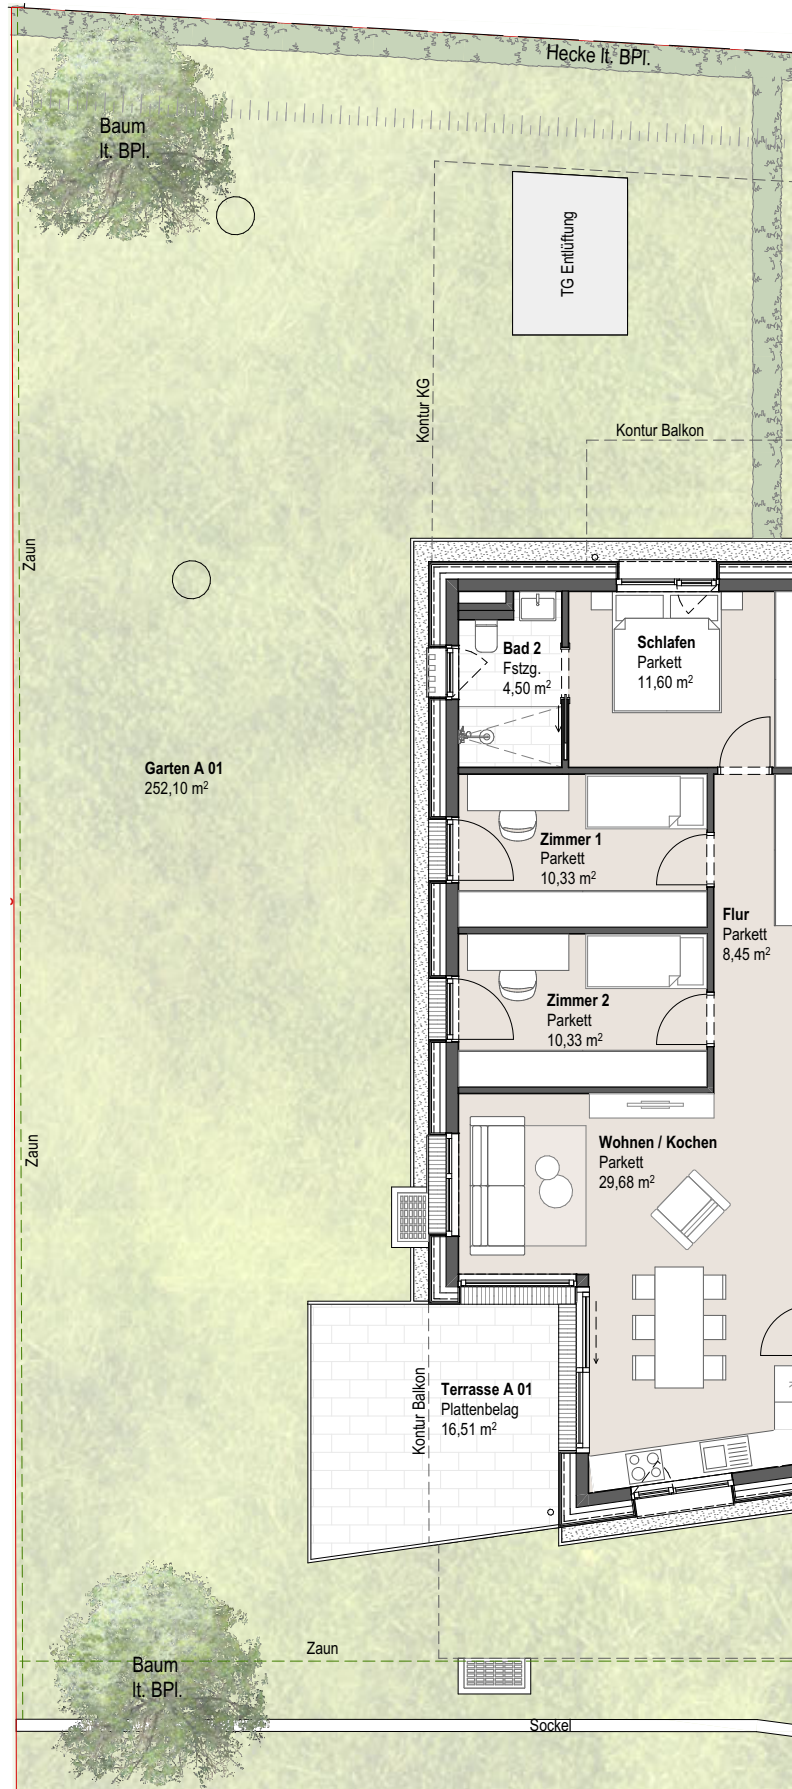 Hecke lt. BPl.
Baum
lt. BPl.
TG Entlüftung
Kontur KG
Kontur Balkon
Zaun
Bad 2
Fstzg.
4,50 m²
Schlafen
Parkett
11,60 m²
Garten A 01
252,10 m²
Zimmer 1
Parkett
10,33 m²
Flur
Parkett
8,45 m²
Zimmer 2
Parkett
10,33 m²
Zaun
Wohnen / Kochen
Parkett
29,68 m²
Kontur Balkon
Terrasse A 01
Plattenbelag
16,51 m²
Zaun
Baum
lt. BPl.
Sockel